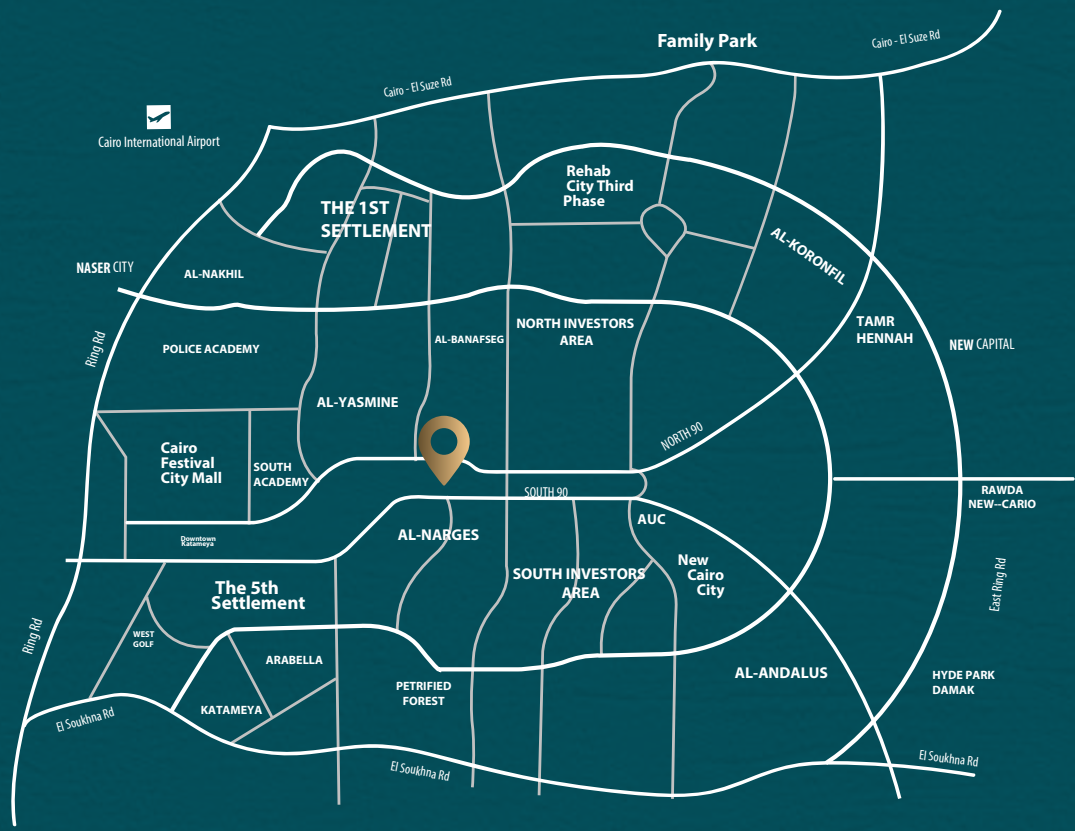 Family Park
Cairo - El Suze Rd
Cairo - El Suze Rd
Cairo International Airport
Rehab
City Third
Phase
THE 1ST
SETTLEMENT
AL-KORONFIL
NASER CITY
AL-NAKHIL
TAMR
HENNAH
NEW CAPITAL
NORTH INVESTORS
AREA
AL-BANAFSEG
Ring Rd
POLICE ACADEMY
AL-YASMINE
NORTH 90
Cairo
Festival
City Mall
SOUTH
ACADEMY
SOUTH 90
RAWDA
NEW--CARIO
AUC
AL-NARGES
Downtown
Katameya
New
Cairo
City
SOUTH INVESTORS
AREA
The 5th
Settlement
East Ring Rd
Ring Rd
WEST
GOLF
ARABELLA
AL-ANDALUS
HYDE PARK
DAMAK
PETRIFIED
FOREST
KATAMEYA
El Soukhna Rd
El Soukhna Rd
El Soukhna Rd